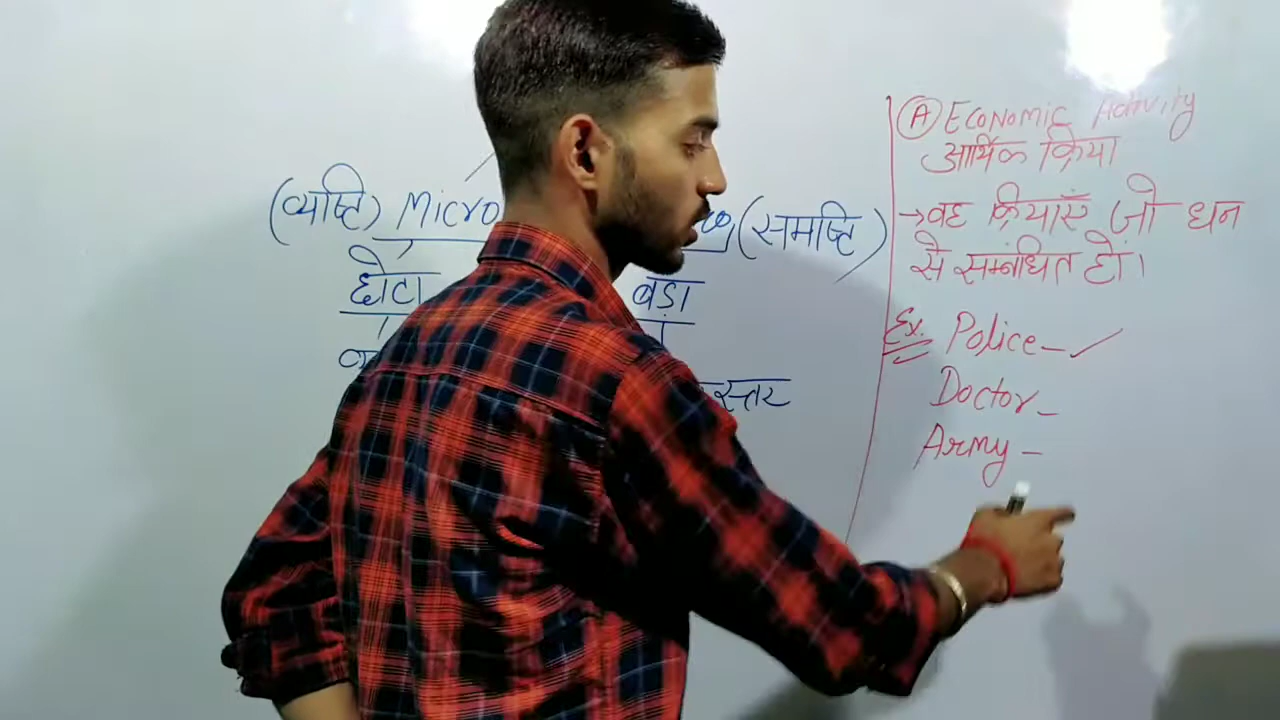 (व्यष्टि) Micro
(समष्टि)
छोटा
बड़ा
स्तर
(A) Economic Activity
आर्थिक क्रिया
→ वह क्रियाएँ जो धन
से सम्बंधित हों।
Ex. Police - ✓
Doctor -
Army -